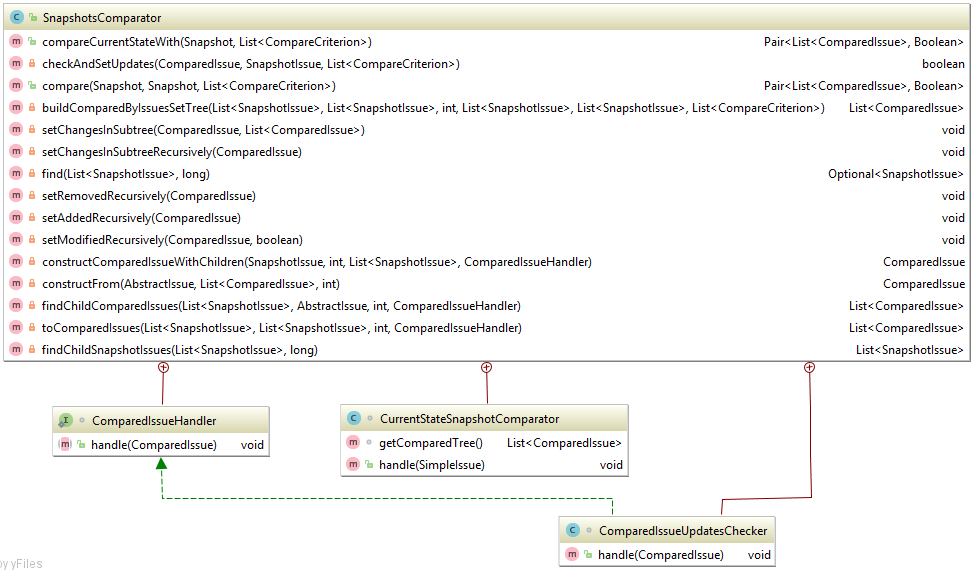 SnapshotsComparator
compareCurrentStateWith(Snapshot, List<CompareCriterion>) Pair<List<ComparedIssue>, Boolean>
checkAndSetUpdates(ComparedIssue, SnapshotIssue, List<CompareCriterion>) boolean
compare(Snapshot, Snapshot, List<CompareCriterion>) Pair<List<ComparedIssue>, Boolean>
buildComparedByIssuesSetTree(List<SnapshotIssue>, List<SnapshotIssue>, int, List<SnapshotIssue>, List<SnapshotIssue>, List<CompareCriterion>) List<ComparedIssue>
setChangesInSubtree(ComparedIssue, List<ComparedIssue>) void
setChangesInSubtreeRecursively(ComparedIssue) void
find(List<SnapshotIssue>, long) Optional<SnapshotIssue>
setRemovedRecursively(ComparedIssue) void
setAddedRecursively(ComparedIssue) void
setModifiedRecursively(ComparedIssue, boolean) void
constructComparedIssueWithChildren(SnapshotIssue, int, List<SnapshotIssue>, ComparedIssueHandler) ComparedIssue
constructFrom(AbstractIssue, List<ComparedIssue>, int) ComparedIssue
findChildComparedIssues(List<SnapshotIssue>, AbstractIssue, int, ComparedIssueHandler) List<ComparedIssue>
toComparedIssues(List<SnapshotIssue>, List<SnapshotIssue>, int, ComparedIssueHandler) List<ComparedIssue>
findChildSnapshotIssues(List<SnapshotIssue>, long) List<SnapshotIssue>
ComparedIssueHandler
handle(ComparedIssue) void
CurrentStateSnapshotComparator
getComparedTree() List<ComparedIssue>
handle(SimpleIssue) void
ComparedIssueUpdatesChecker
handle(ComparedIssue) void
by yFiles